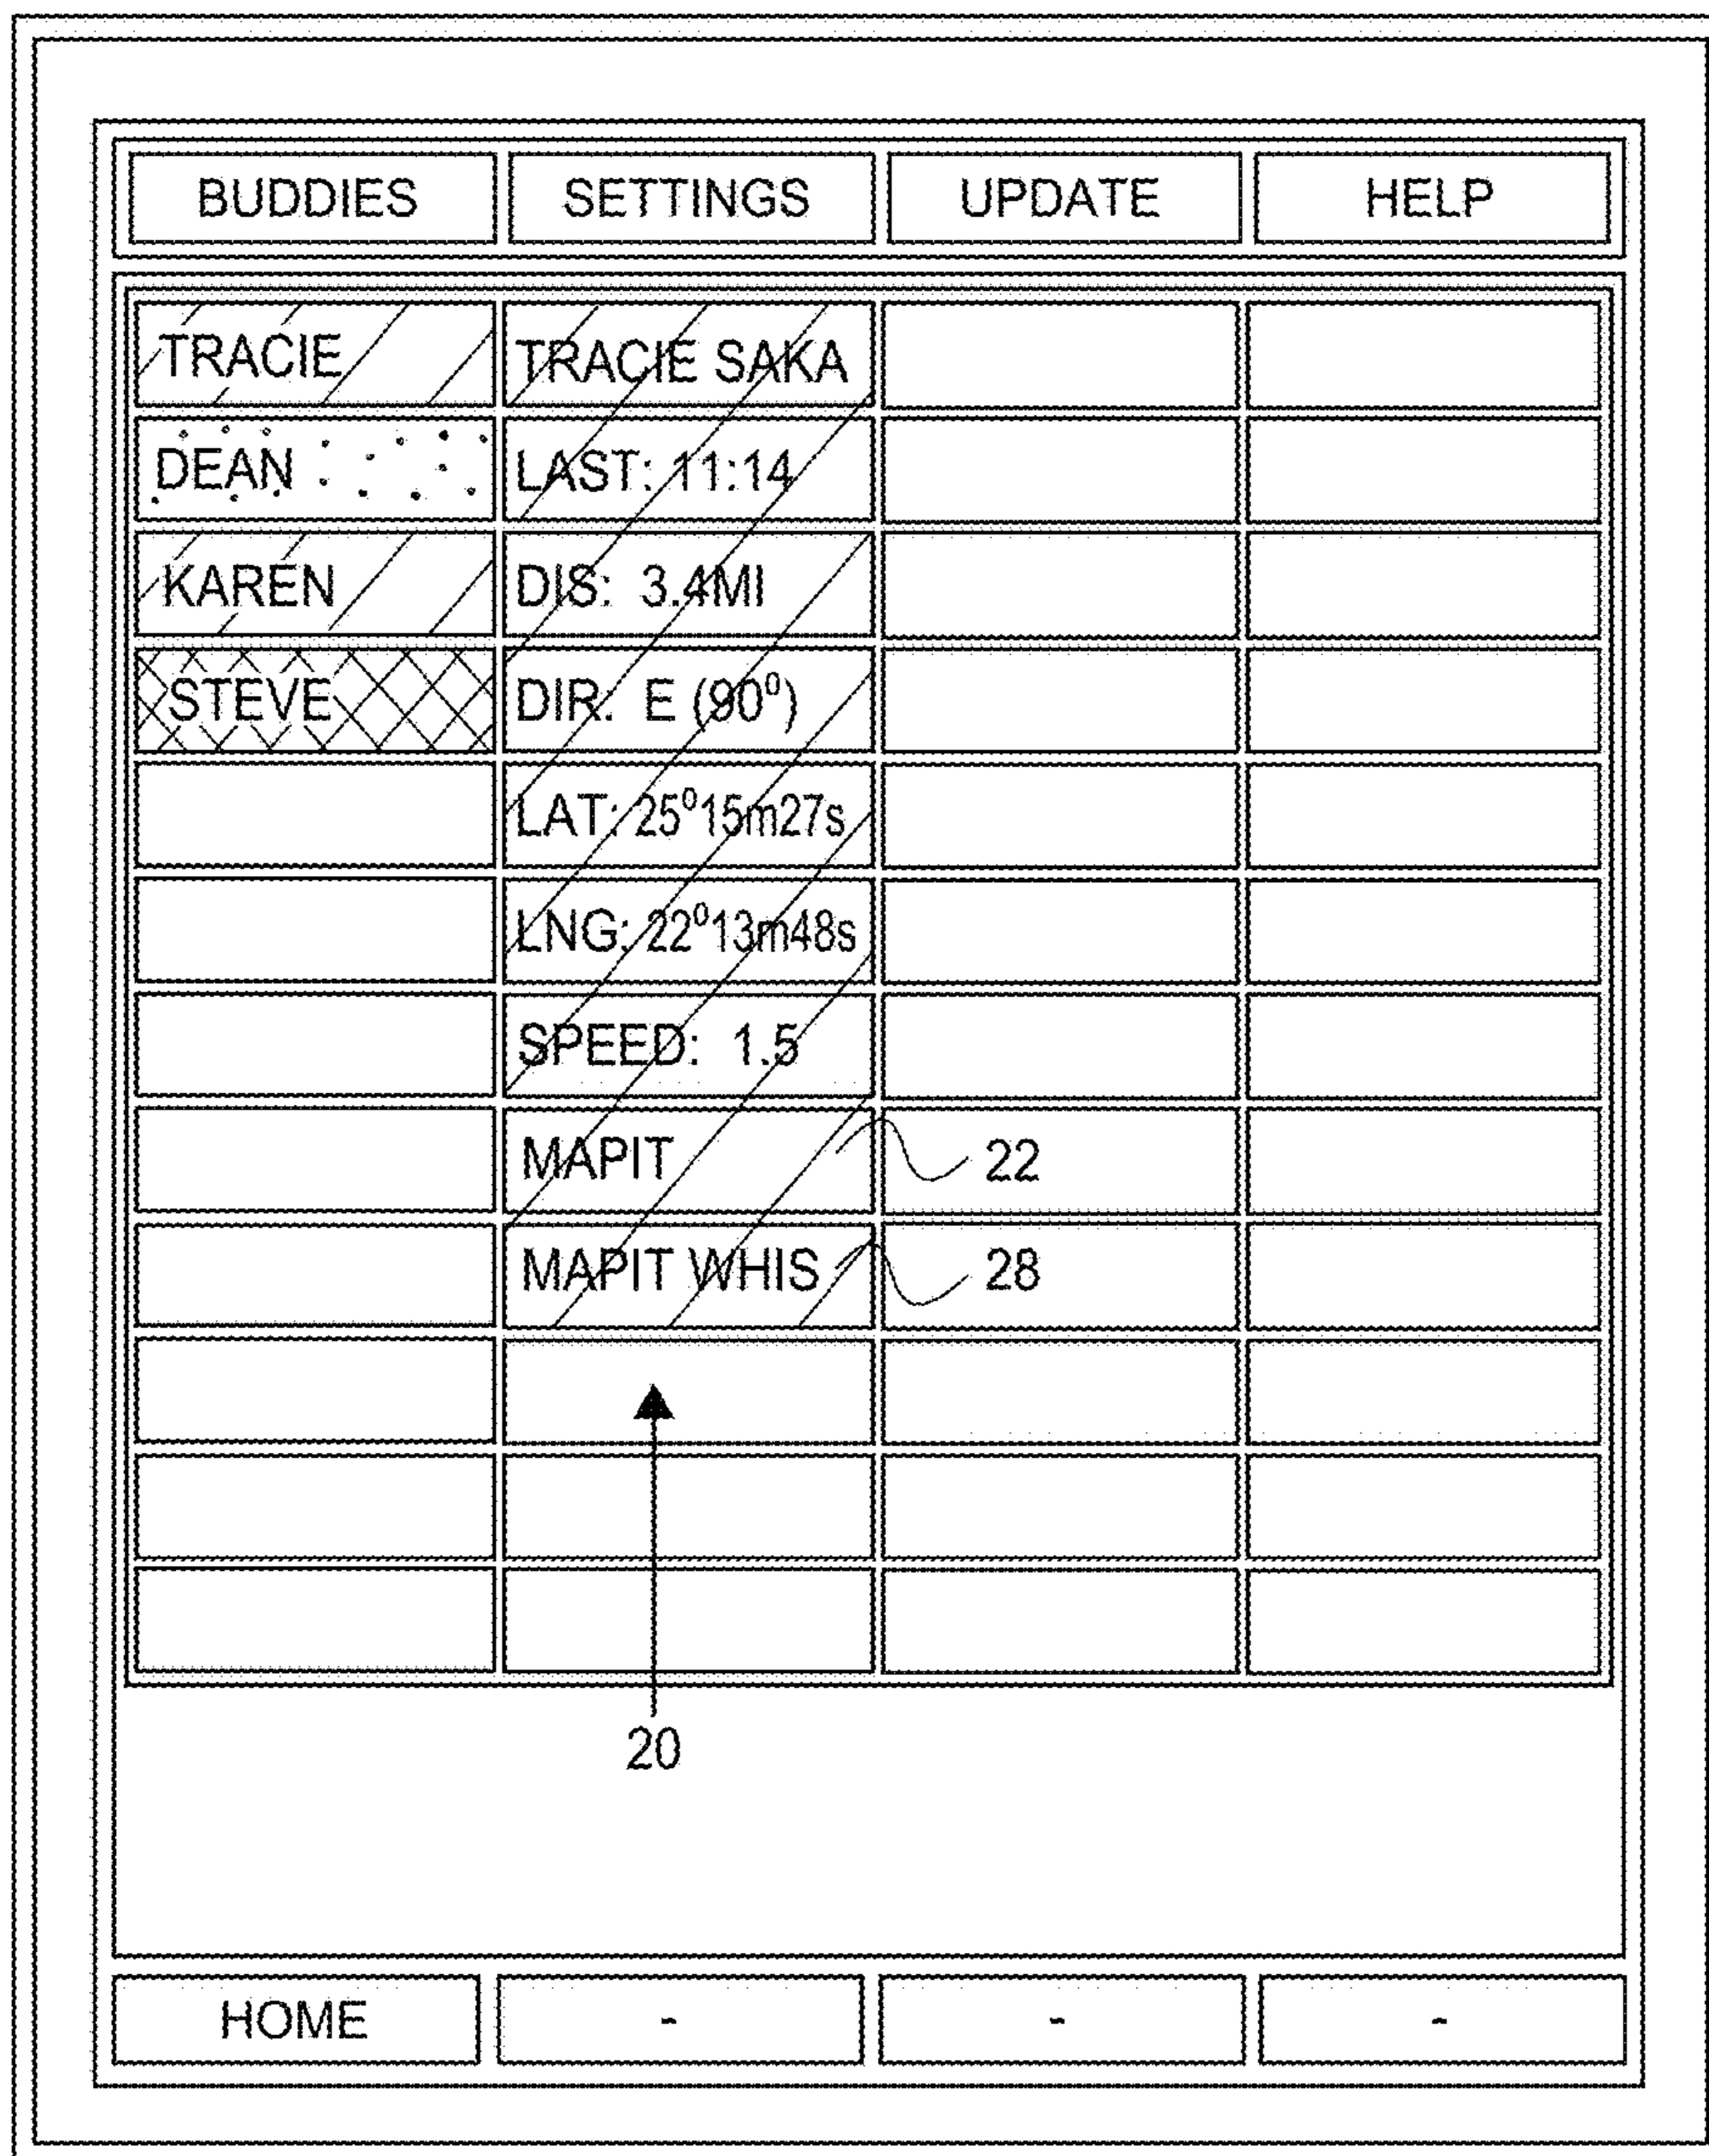 BUDDIES SETTINGS UPDATE HELP
TRACIE TRACIE SAKA
DEAN LAST: 11:14
KAREN DIS: 3.4MI
STEVE DIR: E (90⁰)
LAT: 25⁰15m27s
LNG: 22⁰13m48s
SPEED: 1.5
MAPIT 22
MAPIT WHIS 28
20
HOME - - -